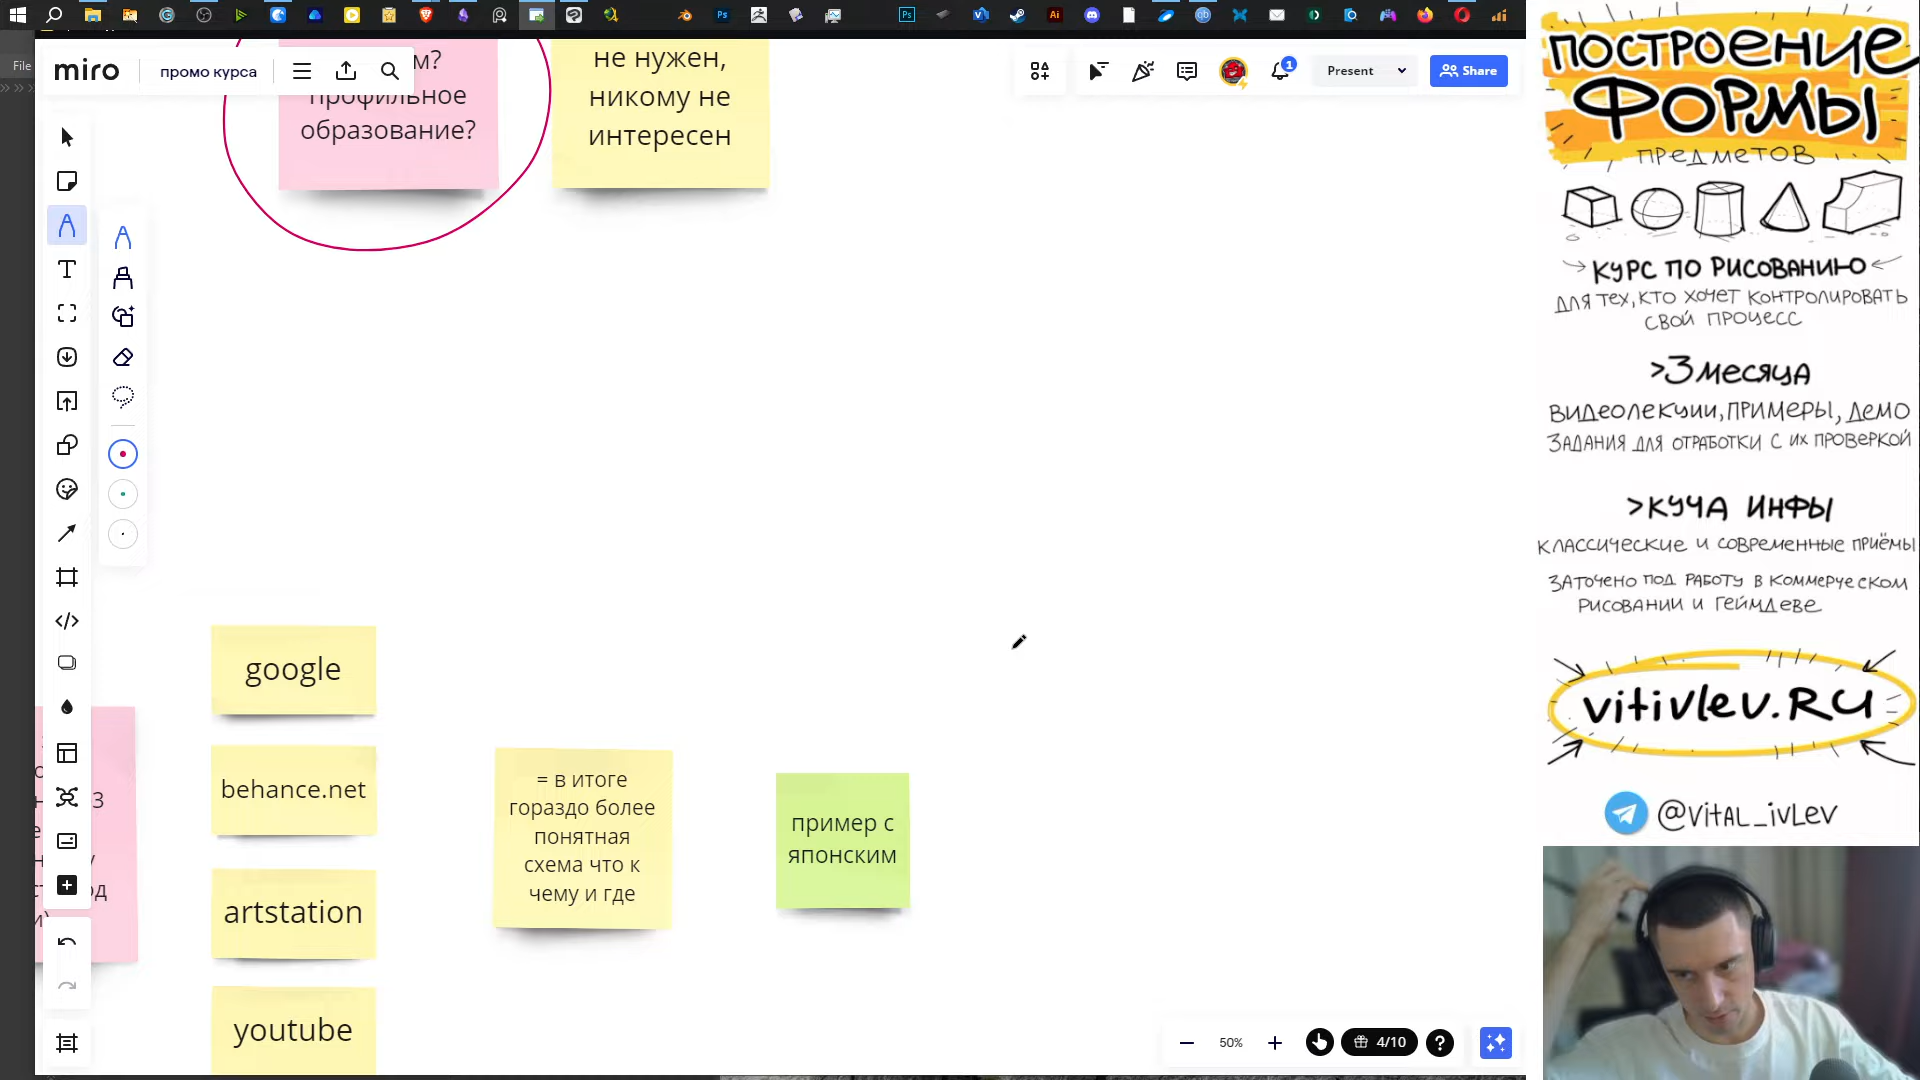 File
miro
промо курса
Present
Share
1
м?
профильное
образование?
не нужен,
никому не
интересен
google
behance.net
artstation
youtube
= в итоге
гораздо более
понятная
схема что к
чему и где
пример с
японским
50%
4/10
ПОСТРОЕНИЕ
ФОРМЫ
ПРЕДМЕТОВ
КУРС ПО РИСОВАНИЮ
ДЛЯ ТЕХ, КТО ХОЧЕТ КОНТРОЛИРОВАТЬ
СВОЙ ПРОЦЕСС
>3 месяца
ВИДЕОЛЕКЦИИ, ПРИМЕРЫ, ДЕМО
ЗАДАНИЯ ДЛЯ ОТРАБОТКИ С ИХ ПРОВЕРКОЙ
>КУЧА ИНФЫ
КЛАССИЧЕСКИЕ И СОВРЕМЕННЫЕ ПРИЁМЫ
ЗАТОЧЕНО ПОД РАБОТУ В КОММЕРЧЕСКОМ
РИСОВАНИИ И ГЕЙМДЕВЕ
vitivlev.RU
@VITAL_IVLEV